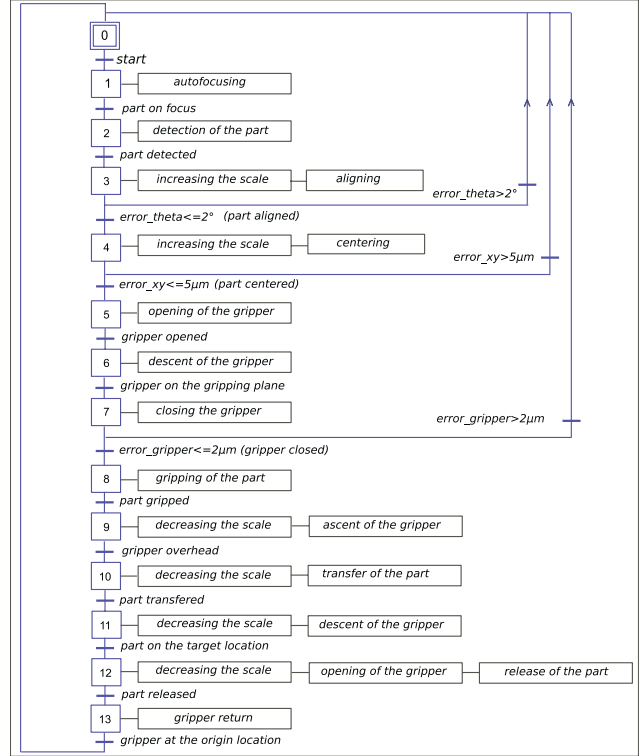 0
start
1 autofocusing
part on focus
2 detection of the part
part detected
3 increasing the scale aligning
error_theta>2°
error_theta<=2° (part aligned)
4 increasing the scale centering
error_xy>5μm
error_xy<=5μm (part centered)
5 opening of the gripper
gripper opened
6 descent of the gripper
gripper on the gripping plane
7 closing the gripper
error_gripper>2μm
error_gripper<=2μm (gripper closed)
8 gripping of the part
part gripped
9 decreasing the scale ascent of the gripper
gripper overhead
10 decreasing the scale transfer of the part
part transfered
11 decreasing the scale descent of the gripper
part on the target location
12 decreasing the scale opening of the gripper release of the part
part released
13 gripper return
gripper at the origin location